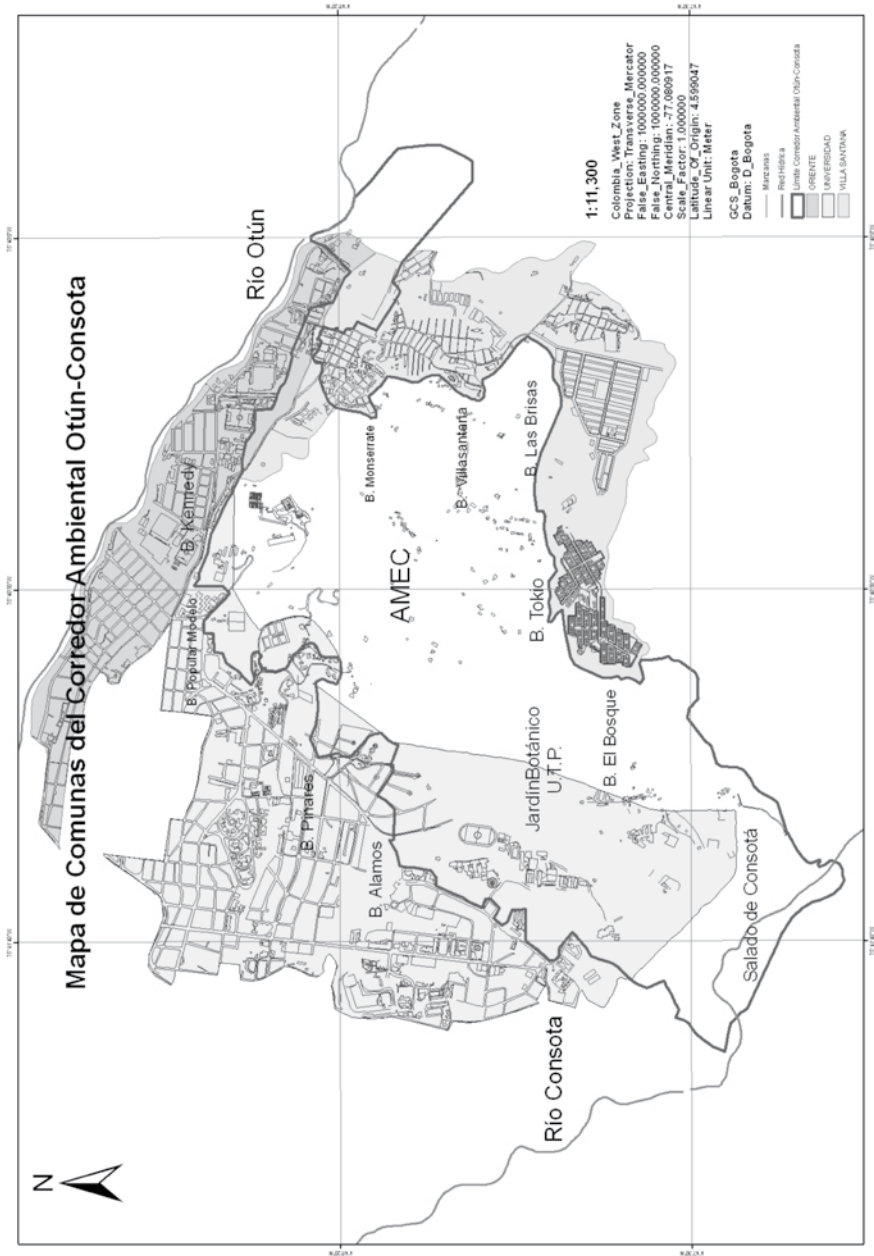 Mapa de Comunas del Corredor Ambiental Otún-Consota
N
Río Otún
B. Kennedy
B. Popular Modelo
B. Pinares
B. Alamos
B. Monserrate
AMEC
B. Villasantana
B. Las Brisas
B. Tokio
JardínBotánico
U.T.P.
B. El Bosque
Río Consota
Salado de Consotá
1:11,300
Colombia_West_Zone
Projection: Transverse_Mercator
False_Easting: 1000000,000000
False_Northing: 1000000,000000
Central_Meridian: -77,080917
Scale_Factor: 1,000000
Latitude_Of_Origin: 4,599047
Linear Unit: Meter
GCS_Bogota
Datum: D_Bogota
Manzanas
Red Hídrica
Límite Corredor Ambiental Otún-Consota
ORIENTE
UNIVERSIDAD
VILLA SANTANA